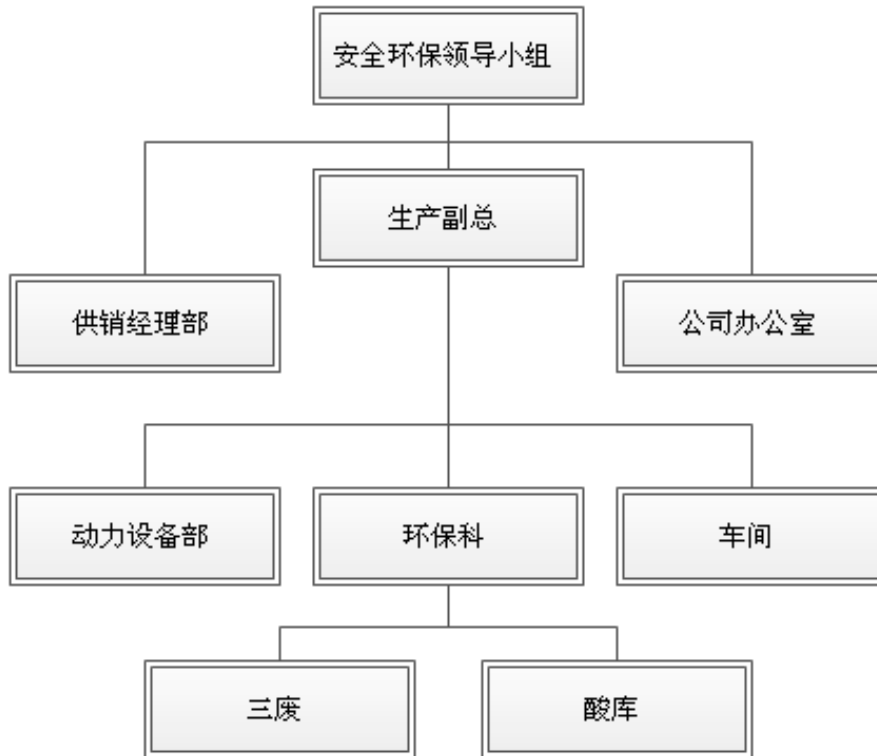 安全环保领导小组
生产副总
供销经理部
公司办公室
动力设备部
环保科
车间
三废
酸库